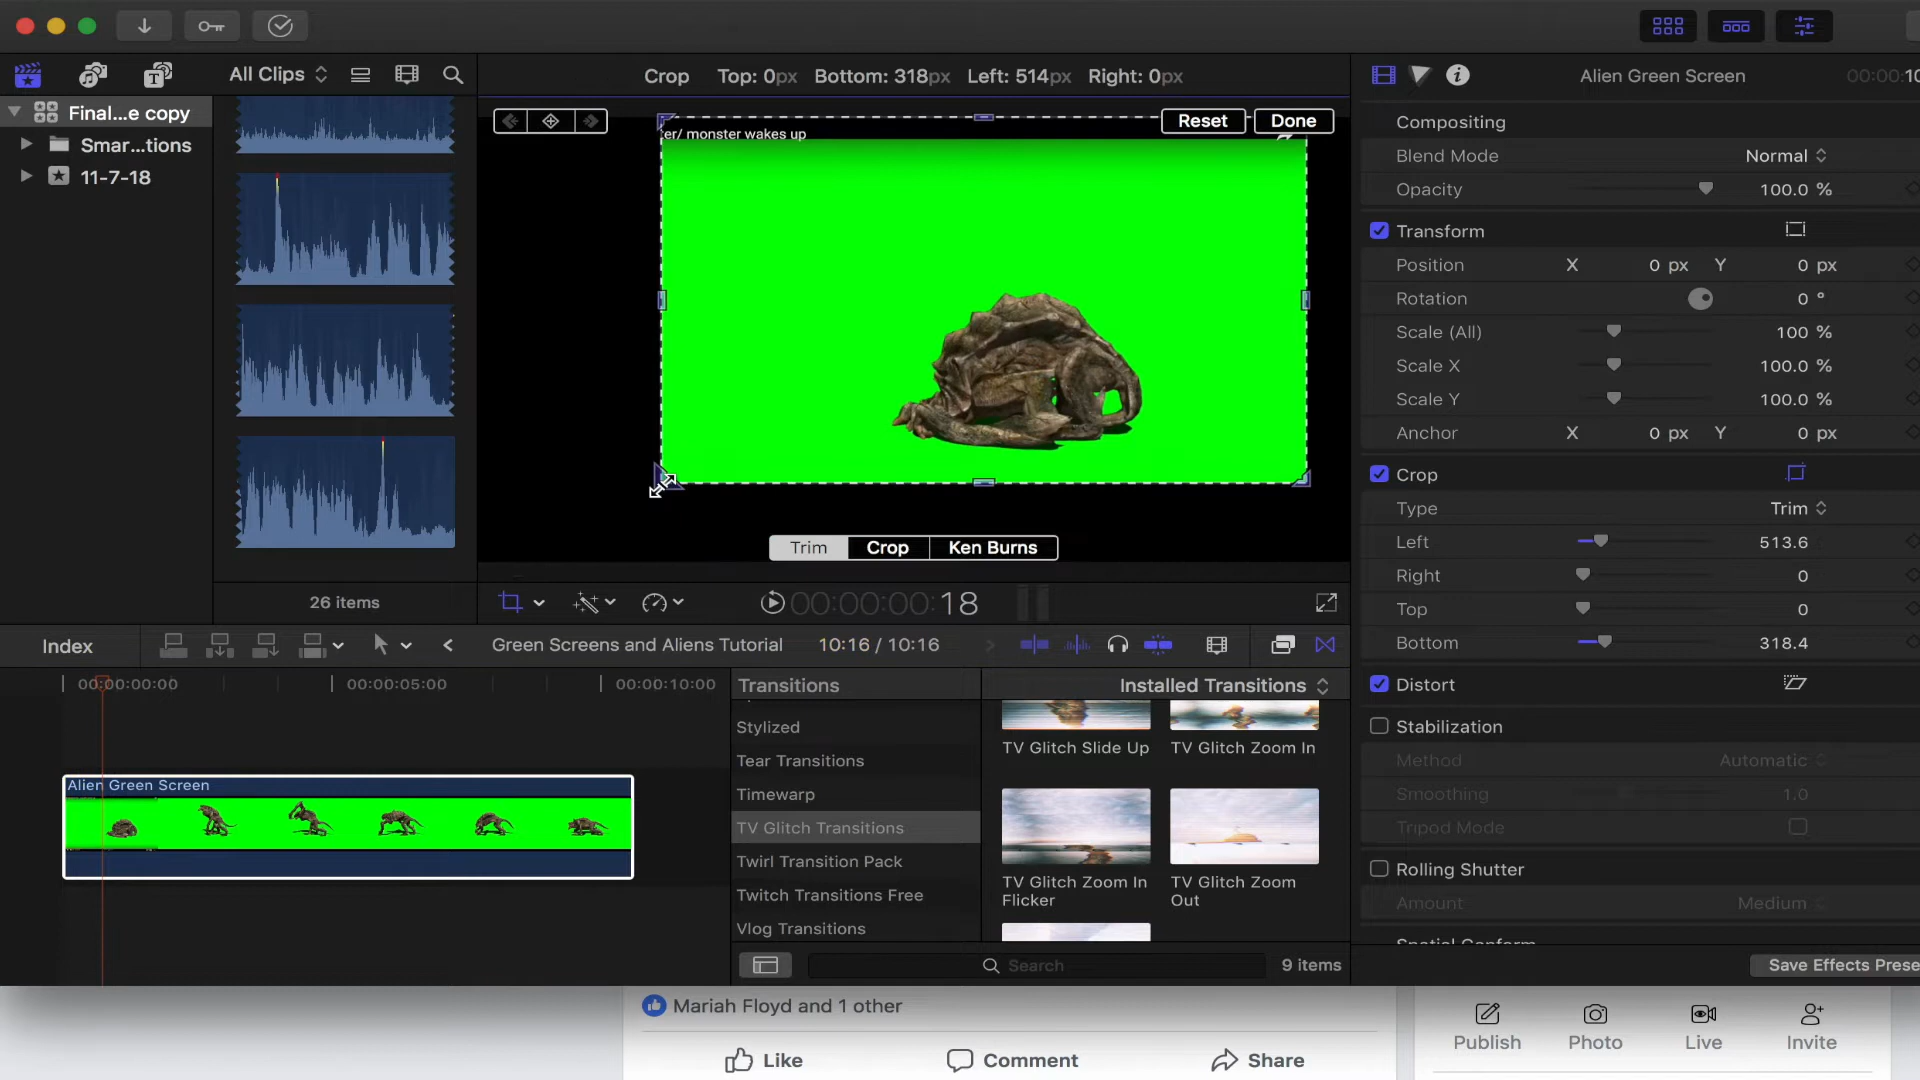 All Clips
Final...e copy
Smar...tions
11-7-18
26 items
Crop Top: 0px Bottom: 318px Left: 514px Right: 0px
er/ monster wakes up
Reset
Done
Trim
Crop
Ken Burns
00:00:00:18
Alien Green Screen
Compositing
Blend Mode Normal
Opacity 100.0 %
Transform
Position X 0 px Y 0 px
Rotation 0 °
Scale (All) 100 %
Scale X 100.0 %
Scale Y 100.0 %
Anchor X 0 px Y 0 px
Crop
Type Trim
Left 513.6
Right 0
Top 0
Bottom 318.4
Distort
Stabilization
Method Automatic
Smoothing 1.0
Tripod Mode
Rolling Shutter
Amount Medium
Spatial Conform
Save Effects Prese
Index
Green Screens and Aliens Tutorial 10:16 / 10:16
00:00:00:00 00:00:05:00 00:00:10:00
Alien Green Screen
Transitions
Installed Transitions
Stylized
Tear Transitions
Timewarp
TV Glitch Transitions
Twirl Transition Pack
Twitch Transitions Free
Vlog Transitions
TV Glitch Slide Up
TV Glitch Zoom In
TV Glitch Zoom In
Flicker
TV Glitch Zoom
Out
Search
9 items
Mariah Floyd and 1 other
Like
Comment
Share
Publish
Photo
Live
Invite